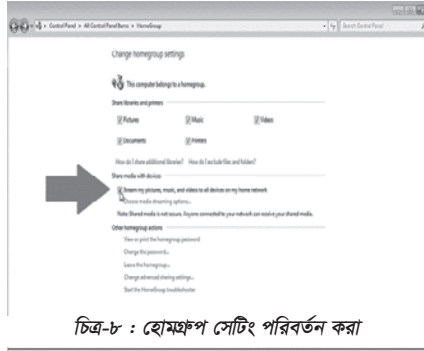 Control Panel ▸ All Control Panel Items ▸ HomeGroup
Search Control Panel
Change homegroup settings
This computer belongs to a homegroup.
Share libraries and printers
Pictures Music Videos
Documents Printers
How do I share additional libraries? How do I exclude files and folders?
Share media with devices
Stream my pictures, music, and videos to all devices on my home network
Choose media streaming options...
Note: Shared media is not secure. Anyone connected to your network can receive your shared media.
Other homegroup actions
View or print the homegroup password
Change the password...
Leave the homegroup...
Change advanced sharing settings...
Start the HomeGroup troubleshooter
চিত্র-৮ : হোমগ্রুপ সেটিং পরিবর্তন করা